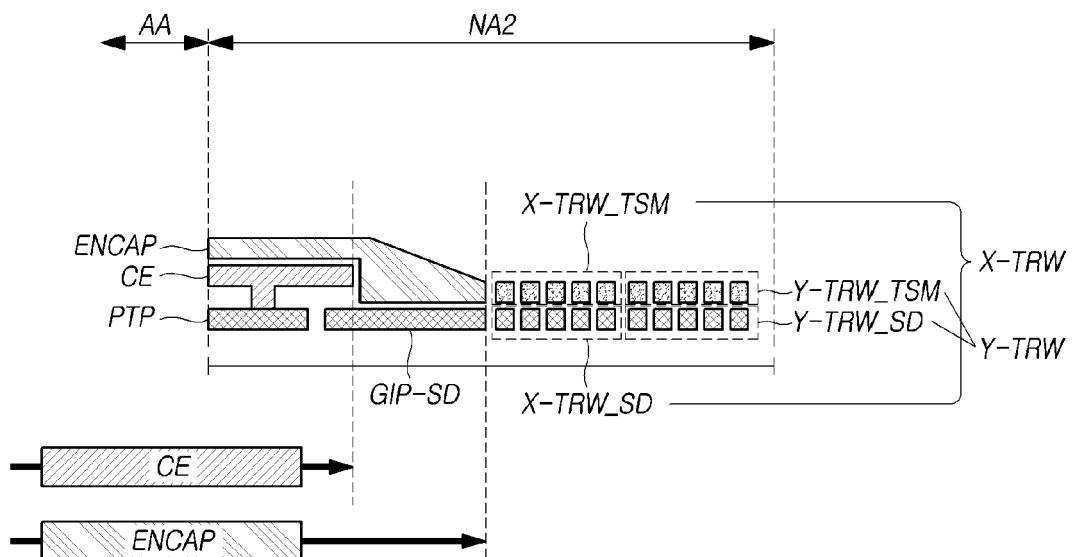 AA
NA2
X-TRW_TSM
ENCAP
CE
PTP
Y-TRW_TSM
Y-TRW_SD
X-TRW
Y-TRW
GIP-SD
X-TRW_SD
CE
ENCAP